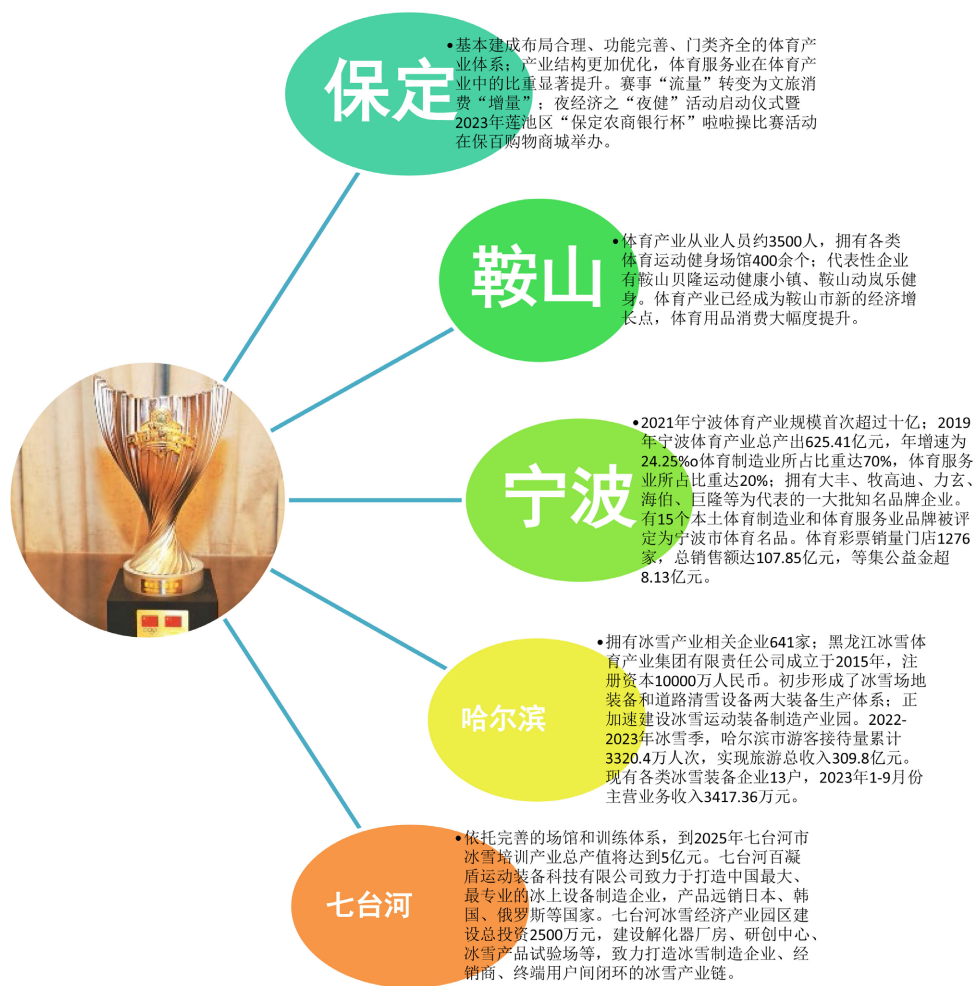 保定
•基本建成布局合理、功能完善、门类齐全的体育产
业体系；产业结构更加优化，体育服务业在体育产
业中的比重显著提升。赛事“流量”转变为文旅消
费“增量”；夜经济之“夜健”活动启动仪式暨
2023年莲池区“保定农商银行杯”啦啦操比赛活动
在保百购物商城举办。
鞍山
•体育产业从业人员约3500人，拥有各类
体育运动健身场馆400余个；代表性企业
有鞍山贝隆运动健康小镇、鞍山动岚乐健
身。体育产业已经成为鞍山市新的经济增
长点，体育用品消费大幅度提升。
宁波
•2021年宁波体育产业规模首次超过十亿；2019
年宁波体育产业总产出625.41亿元，年增速为
24.25%o体育制造业所占比重达70%，体育服务
业所占比重达20%；拥有大丰、牧高迪、力玄、
海伯、巨隆等为代表的一大批知名品牌企业。
有15个本土体育制造业和体育服务业品牌被评
定为宁波市体育名品。体育彩票销量门店1276
家，总销售额达107.85亿元，等集公益金超
8.13亿元。
哈尔滨
•拥有冰雪产业相关企业641家；黑龙江冰雪体
育产业集团有限责任公司成立于2015年，注
册资本10000万人民币。初步形成了冰雪场地
装备和道路清雪设备两大装备生产体系；正
加速建设冰雪运动装备制造产业园。2022-
2023年冰雪季，哈尔滨市游客接待量累计
3320.4万人次，实现旅游总收入309.8亿元。
现有各类冰雪装备企业13户，2023年1-9月份
主营业务收入3417.36万元。
七台河
•依托完善的场馆和训练体系，到2025年七台河市
冰雪培训产业总产值将达到5亿元。七台河百凝
盾运动装备科技有限公司致力于打造中国最大、
最专业的冰上设备制造企业，产品远销日本、韩
国、俄罗斯等国家。七台河冰雪经济产业园区建
设总投资2500万元，建设解化器厂房、研创中心、
冰雪产品试验场等，致力打造冰雪制造企业、经
销商、终端用户间闭环的冰雪产业链。